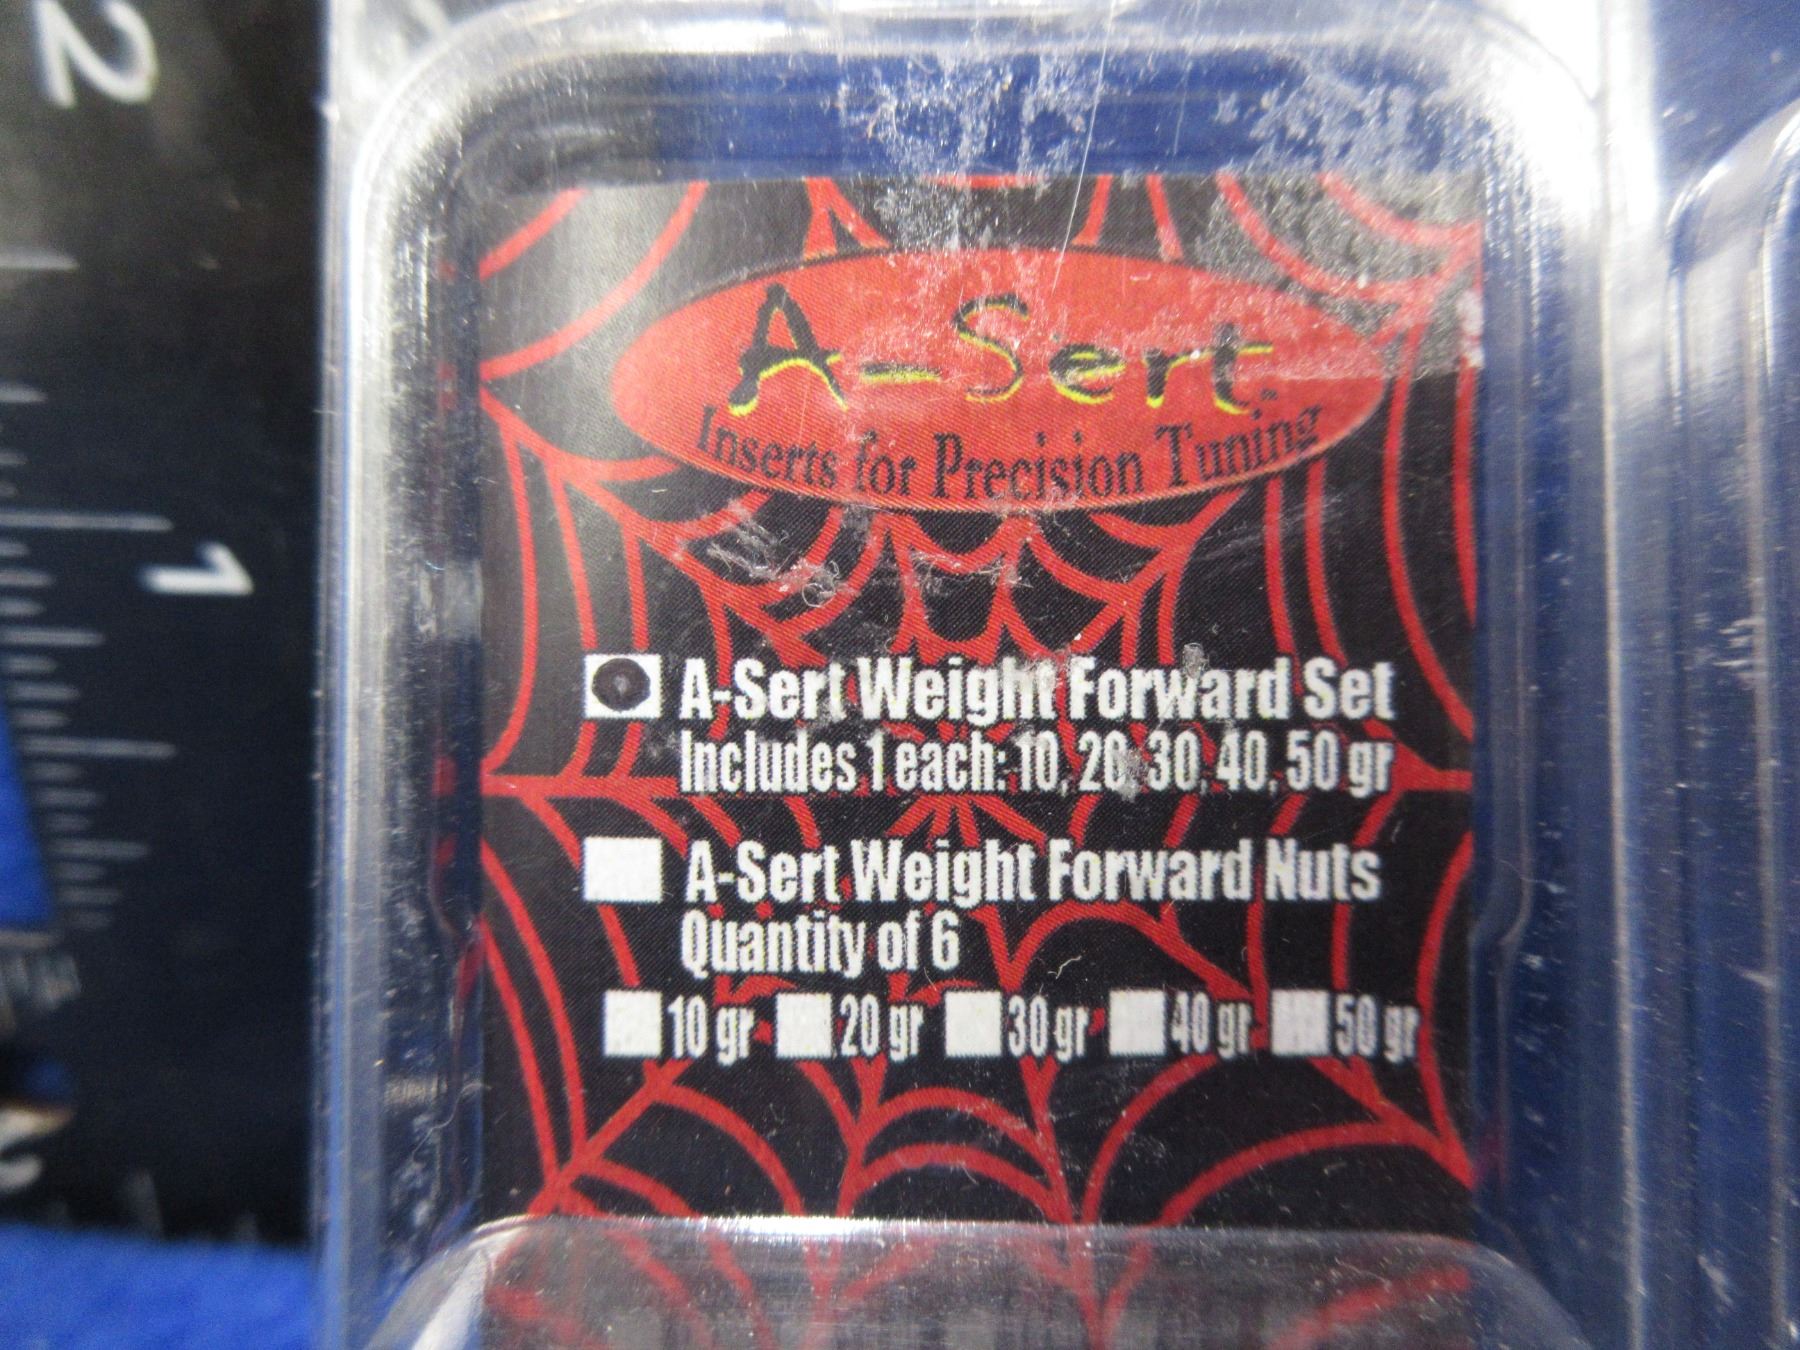 2
1
A-Sert
Inserts for Precision Tuning
A-Sert Weight Forward Set
Includes 1 each: 10, 20, 30, 40, 50 gr
A-Sert Weight Forward Nuts
Quantity of 6
10 gr 20 gr 30 gr 40 gr 50 gr
2